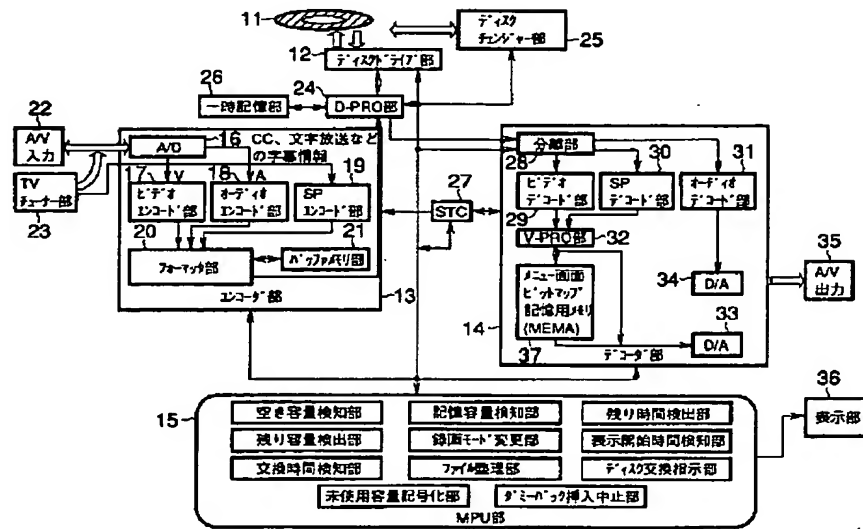 11
ディスクドライブ部
12
ディスク
チェンジャー部
25
26
一時記憶部
24
D-PRO部
22
A/V
入力
TV
チューナー部
23
16
A/D
CC、文字放送など
の字幕情報
17
V
18
A
19
ビデオ
エンコード部
オーディオ
エンコード部
SP
エンコード部
20
フォーマッタ部
21
バッファメモリ部
エンコーダ部
13
27
STC
分離部
28
30
31
ビデオ
デコード部
29
SP
デコード部
オーディオ
デコード部
V-PRO部
32
メニュー画面
ビットマップ
記憶用メモリ
(MEMA)
37
34
D/A
33
D/A
14
デコーダ部
35
A/V
出力
15
空き容量検知部
記憶容量検知部
残り時間検出部
残り容量検出部
録画モード変更部
表示開始時間検知部
交換時間検知部
ファイル整理部
ディスク交換指示部
未使用容量記号化部
ダミーパック挿入中止部
MPU部
36
表示部